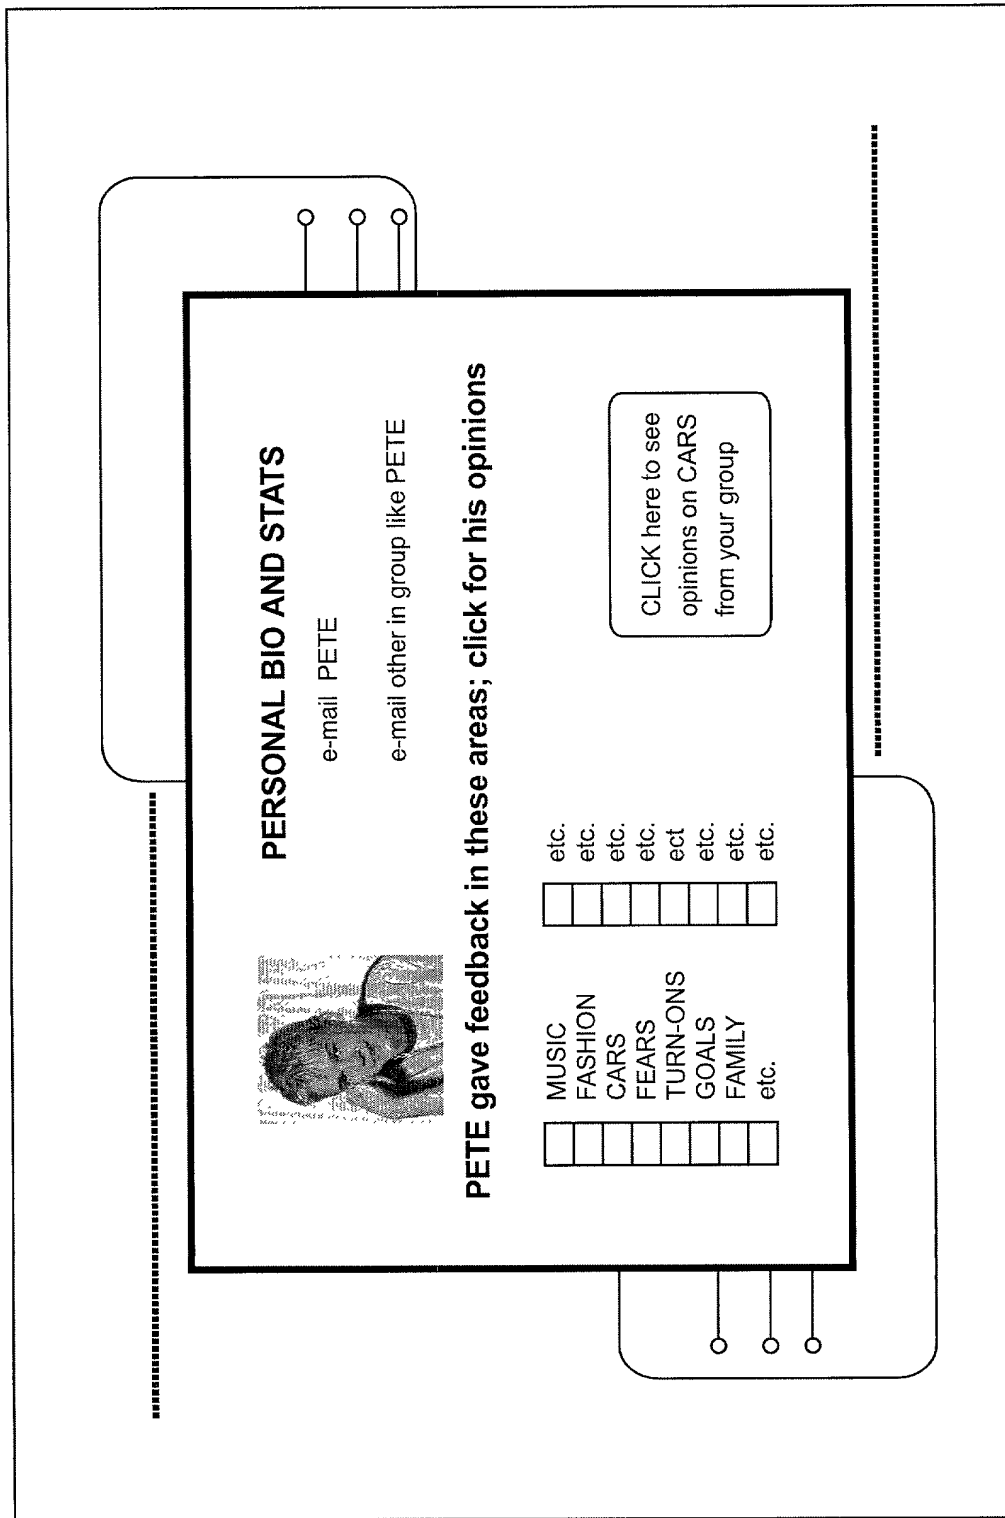 PERSONAL BIO AND STATS
e-mail PETE
e-mail other in group like PETE
PETE gave feedback in these areas; click for his opinions
MUSIC
FASHION
CARS
FEARS
TURN-ONS
GOALS
FAMILY
etc.
etc.
etc.
etc.
etc.
ect
etc.
etc.
etc.
CLICK here to see
opinions on CARS
from your group